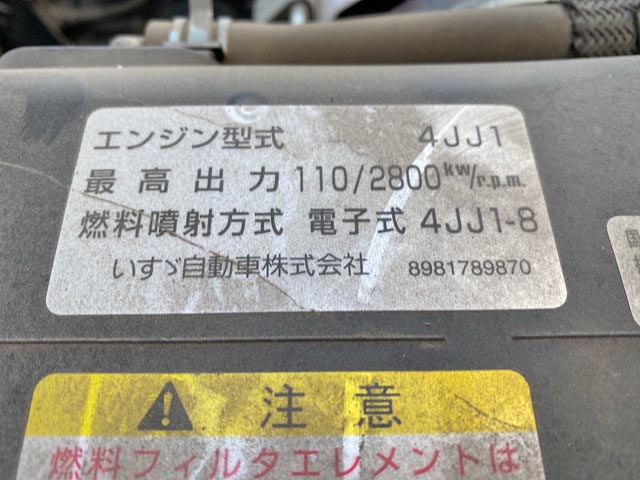 エンジン型式 4JJ1
最高出力 110/2800kw/r.p.m.
燃料噴射方式 電子式 4JJ1-8
いすゞ自動車株式会社 8981789870
注意
燃料フィルタエレメントは